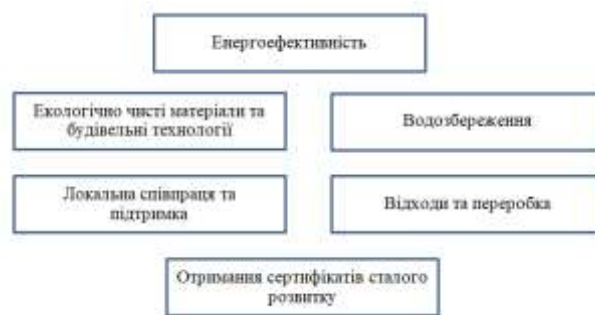 Енергоефективність
Екологічно чисті матеріали та
будівельні технології
Водозбереження
Локальна співпраця та
підтримка
Відходи та переробка
Отримання сертифікатів сталого
розвитку